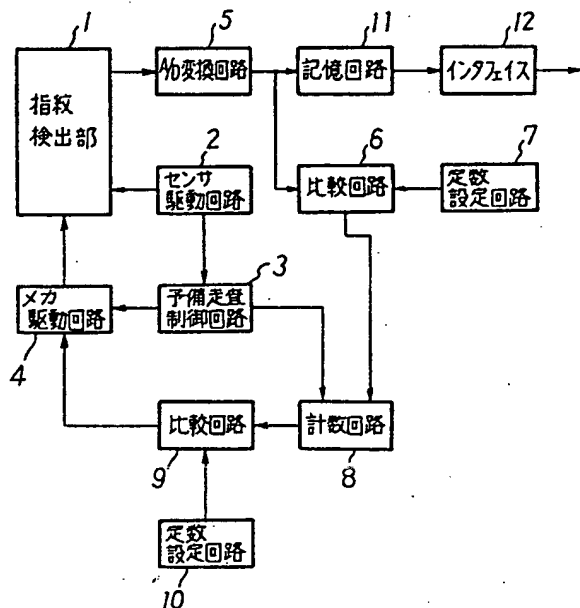 1
指紋
検出部
5
A/D変換回路
11
記憶回路
12
インタフェイス
2
センサ
駆動回路
6
比較回路
7
定数
設定回路
3
予備走査
制御回路
メカ
駆動回路
4
比較回路
9
計数回路
8
定数
設定回路
10